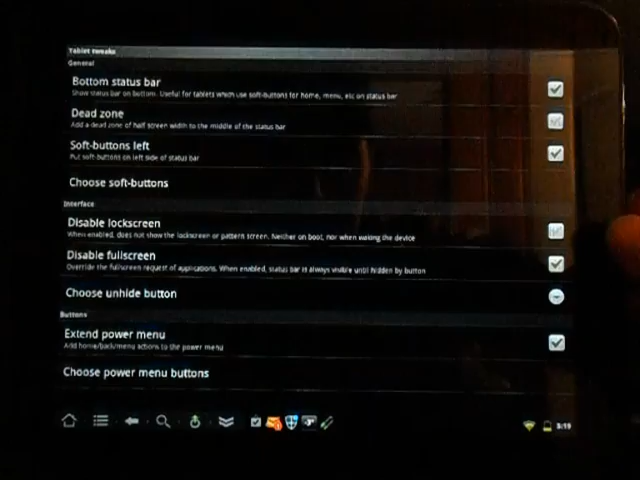 Tablet tweaks
General
Bottom status bar
Show status bar on bottom. Useful for tablets which use soft-buttons for home, menu, etc on status bar
Dead zone
Add a dead zone of half screen width to the middle of the status bar
Soft-buttons left
Put soft-buttons on left side of status bar
Choose soft-buttons
Interface
Disable lockscreen
When enabled, does not show the lockscreen or pattern screen. Neither on boot, nor when waking the device
Disable fullscreen
Override the fullscreen request of applications. When enabled, status bar is always visible until hidden by button
Choose unhide button
Buttons
Extend power menu
Add home/back/menu actions to the power menu
Choose power menu buttons
3:19